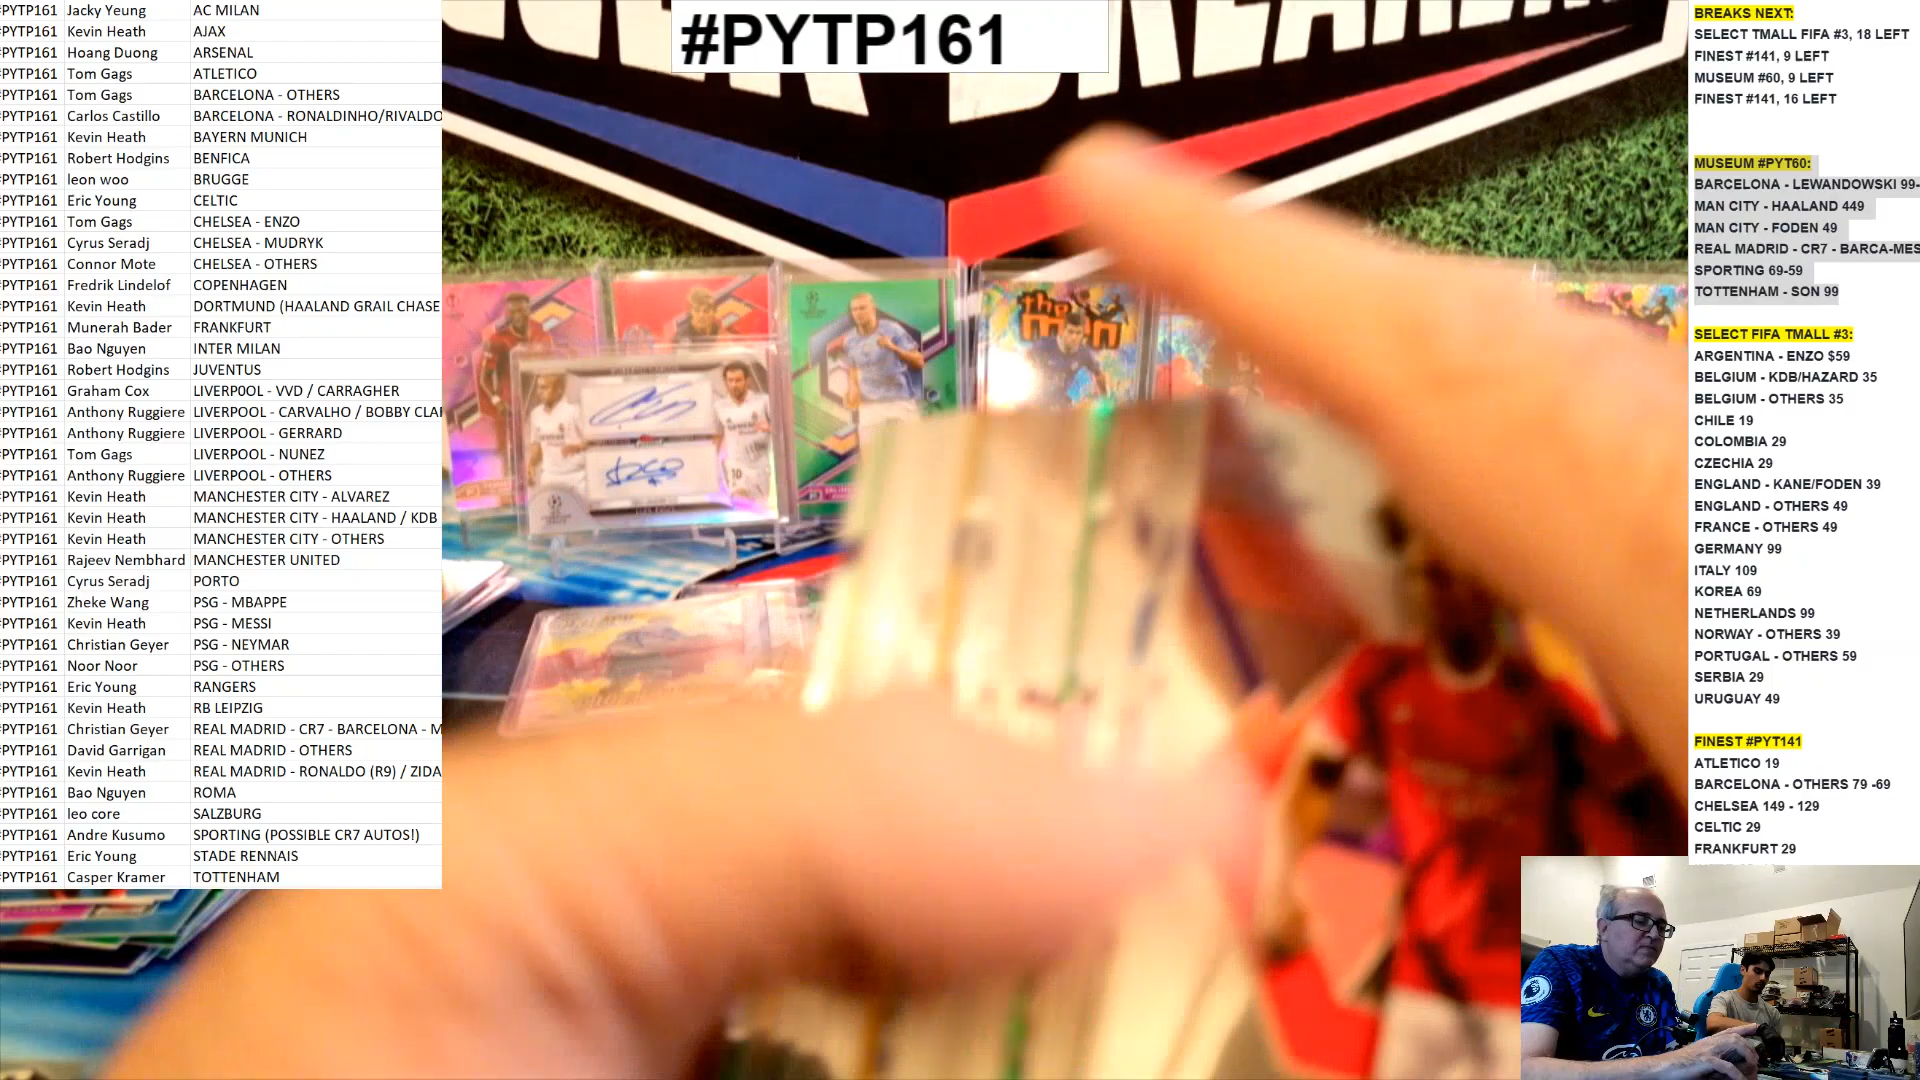 #PYTP161
#PYTP161 Jacky Yeung AC MILAN
#PYTP161 Kevin Heath AJAX
#PYTP161 Hoang Duong ARSENAL
#PYTP161 Tom Gags ATLETICO
#PYTP161 Tom Gags BARCELONA - OTHERS
#PYTP161 Carlos Castillo BARCELONA - RONALDINHO/RIVALDO
#PYTP161 Kevin Heath BAYERN MUNICH
#PYTP161 Robert Hodgins BENFICA
#PYTP161 leon woo BRUGGE
#PYTP161 Eric Young CELTIC
#PYTP161 Tom Gags CHELSEA - ENZO
#PYTP161 Cyrus Seradj CHELSEA - MUDRYK
#PYTP161 Connor Mote CHELSEA - OTHERS
#PYTP161 Fredrik Lindelof COPENHAGEN
#PYTP161 Kevin Heath DORTMUND (HAALAND GRAIL CHASE
#PYTP161 Munerah Bader FRANKFURT
#PYTP161 Bao Nguyen INTER MILAN
#PYTP161 Robert Hodgins JUVENTUS
#PYTP161 Graham Cox LIVERP0OL - VVD / CARRAGHER
#PYTP161 Anthony Ruggiere LIVERPOOL - CARVALHO / BOBBY CLAR
#PYTP161 Anthony Ruggiere LIVERPOOL - GERRARD
#PYTP161 Tom Gags LIVERPOOL - NUNEZ
#PYTP161 Anthony Ruggiere LIVERPOOL - OTHERS
#PYTP161 Kevin Heath MANCHESTER CITY - ALVAREZ
#PYTP161 Kevin Heath MANCHESTER CITY - HAALAND / KDB
#PYTP161 Kevin Heath MANCHESTER CITY - OTHERS
#PYTP161 Rajeev Nembhard MANCHESTER UNITED
#PYTP161 Cyrus Seradj PORTO
#PYTP161 Zheke Wang PSG - MBAPPE
#PYTP161 Kevin Heath PSG - MESSI
#PYTP161 Christian Geyer PSG - NEYMAR
#PYTP161 Noor Noor PSG - OTHERS
#PYTP161 Eric Young RANGERS
#PYTP161 Kevin Heath RB LEIPZIG
#PYTP161 Christian Geyer REAL MADRID - CR7 - BARCELONA - M
#PYTP161 David Garrigan REAL MADRID - OTHERS
#PYTP161 Kevin Heath REAL MADRID - RONALDO (R9) / ZIDA
#PYTP161 Bao Nguyen ROMA
#PYTP161 leo core SALZBURG
#PYTP161 Andre Kusumo SPORTING (POSSIBLE CR7 AUTOS!)
#PYTP161 Eric Young STADE RENNAIS
#PYTP161 Casper Kramer TOTTENHAM
the
men
10
BREAKS NEXT:
SELECT TMALL FIFA #3, 18 LEFT
FINEST #141, 9 LEFT
MUSEUM #60, 9 LEFT
FINEST #141, 16 LEFT
MUSEUM #PYT60:
BARCELONA - LEWANDOWSKI 99-
MAN CITY - HAALAND 449
MAN CITY - FODEN 49
REAL MADRID - CR7 - BARCA-MES
SPORTING 69-59
TOTTENHAM - SON 99
SELECT FIFA TMALL #3:
ARGENTINA - ENZO $59
BELGIUM - KDB/HAZARD 35
BELGIUM - OTHERS 35
CHILE 19
COLOMBIA 29
CZECHIA 29
ENGLAND - KANE/FODEN 39
ENGLAND - OTHERS 49
FRANCE - OTHERS 49
GERMANY 99
ITALY 109
KOREA 69
NETHERLANDS 99
NORWAY - OTHERS 39
PORTUGAL - OTHERS 59
SERBIA 29
URUGUAY 49
FINEST #PYT141
ATLETICO 19
BARCELONA - OTHERS 79 -69
CHELSEA 149 - 129
CELTIC 29
FRANKFURT 29